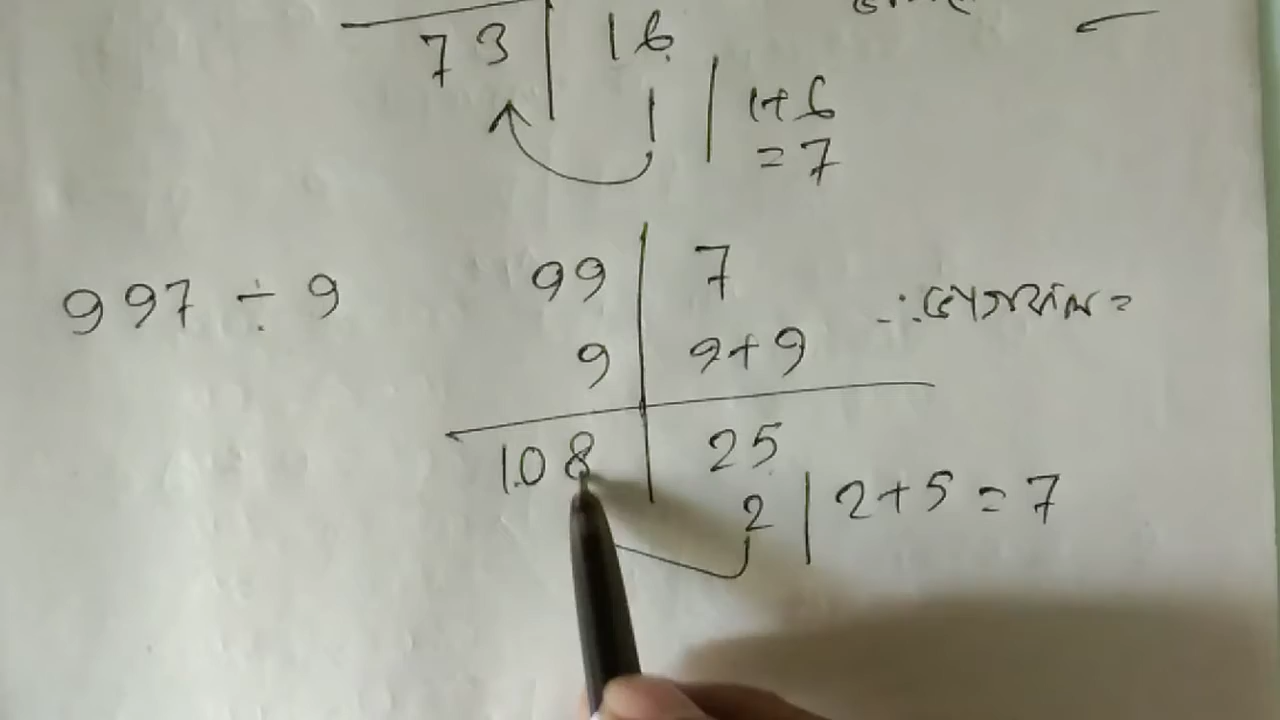 73 | 16
1 | 1+6
= 7
997 ÷ 9
99 | 7
9 | 9+9
∴ ভাগফল =
108 | 25
2 | 2+5 = 7